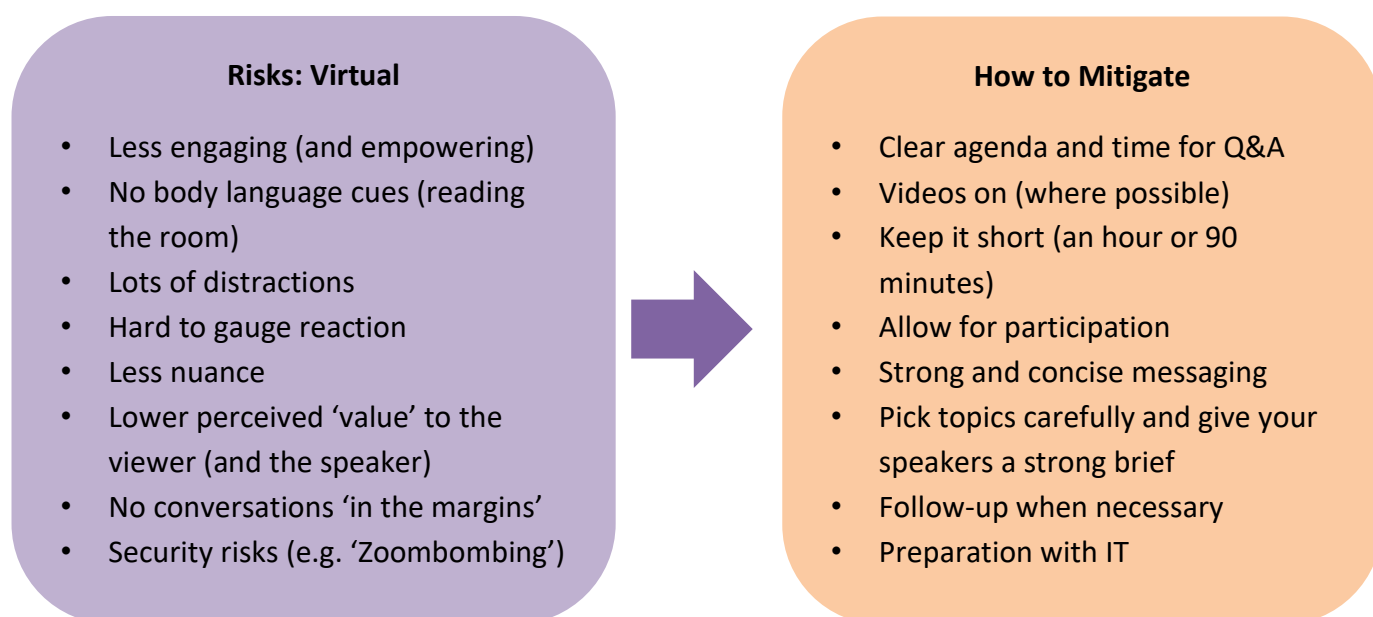 Risks: Virtual
• Less engaging (and empowering)
• No body language cues (reading
the room)
• Lots of distractions
• Hard to gauge reaction
• Less nuance
• Lower perceived ‘value’ to the
viewer (and the speaker)
• No conversations ‘in the margins’
• Security risks (e.g. ‘Zoombombing’)
How to Mitigate
• Clear agenda and time for Q&A
• Videos on (where possible)
• Keep it short (an hour or 90
minutes)
• Allow for participation
• Strong and concise messaging
• Pick topics carefully and give your
speakers a strong brief
• Follow-up when necessary
• Preparation with IT